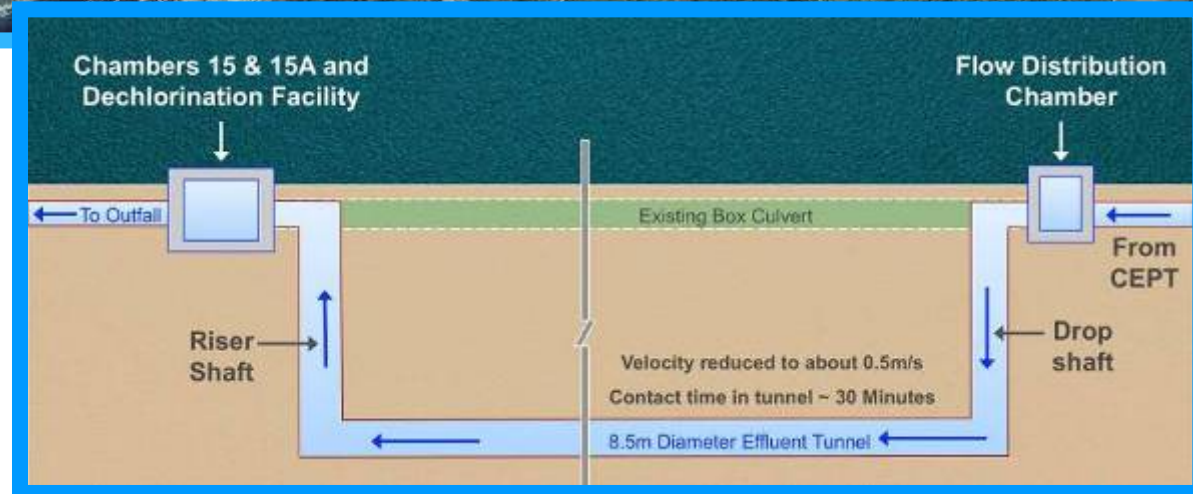 Chambers 15 & 15A and
Dechlorination Facility
Flow Distribution
Chamber
To Outfall
Existing Box Culvert
From
CEPT
Riser
Shaft
Drop
shaft
Velocity reduced to about 0.5m/s
Contact time in tunnel ~ 30 Minutes
8.5m Diameter Effluent Tunnel